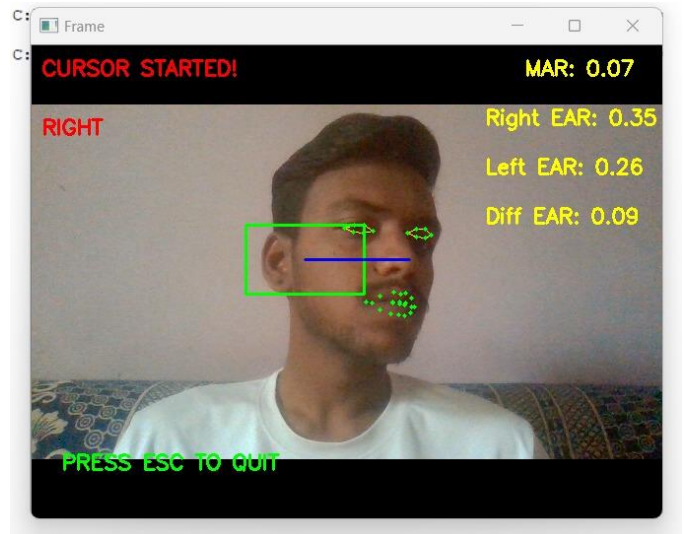 C:
Frame
C:
CURSOR STARTED!
MAR: 0.07
RIGHT
Right EAR: 0.35
Left EAR: 0.26
Diff EAR: 0.09
PRESS ESC TO QUIT